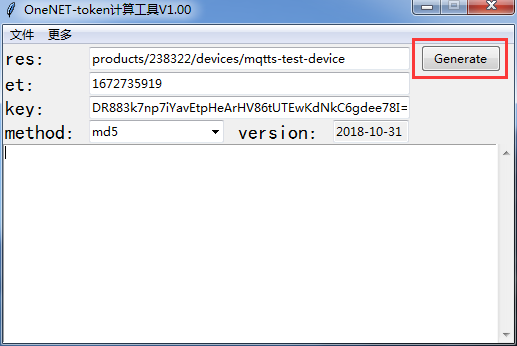 OneNET-token计算工具V1.00
文件 更多
res: products/238322/devices/mqtts-test-device Generate
et: 1672735919
key: DR883k7np7iYavEtpHeArHV86tUTEwKdNkC6gdee78I=
method: md5 version: 2018-10-31